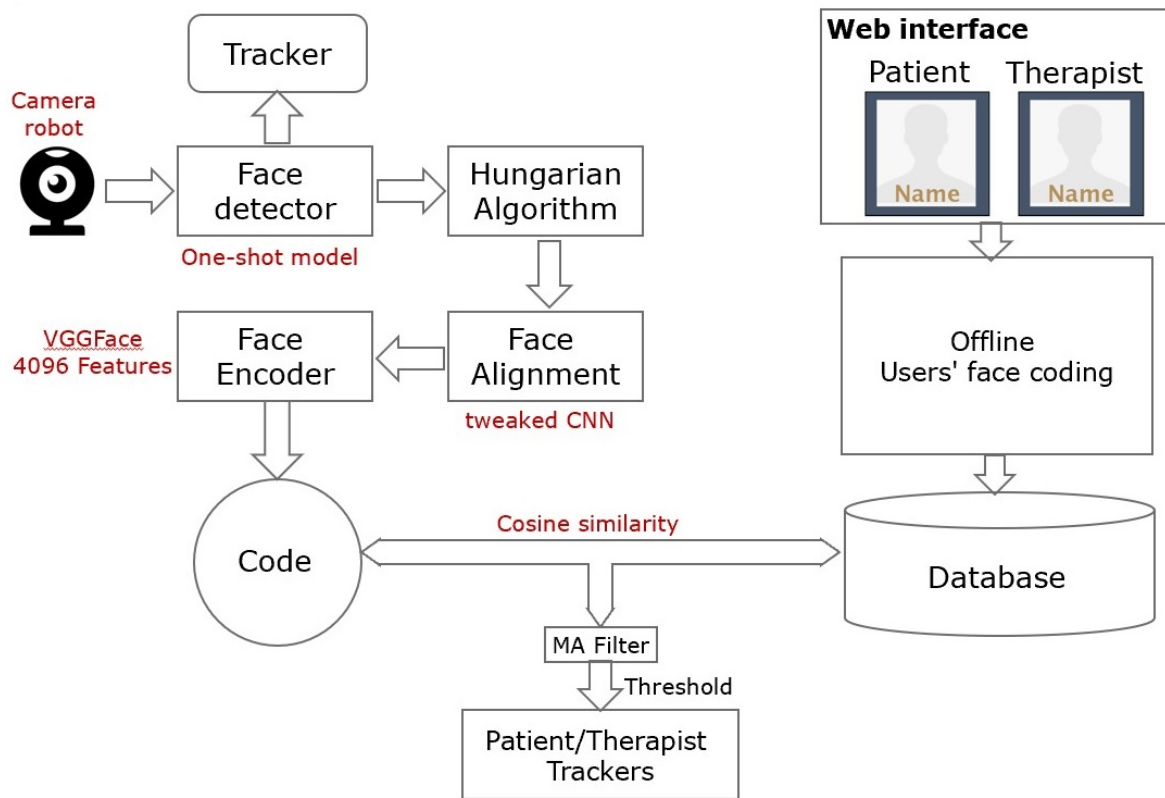 Tracker
Web interface
Patient Therapist
Name Name
Camera
robot
Face
detector
One-shot model
Hungarian
Algorithm
VGGFace
4096 Features
Face
Encoder
Face
Alignment
tweaked CNN
Offline
Users' face coding
Cosine similarity
Code
Database
MA Filter
Threshold
Patient/Therapist
Trackers